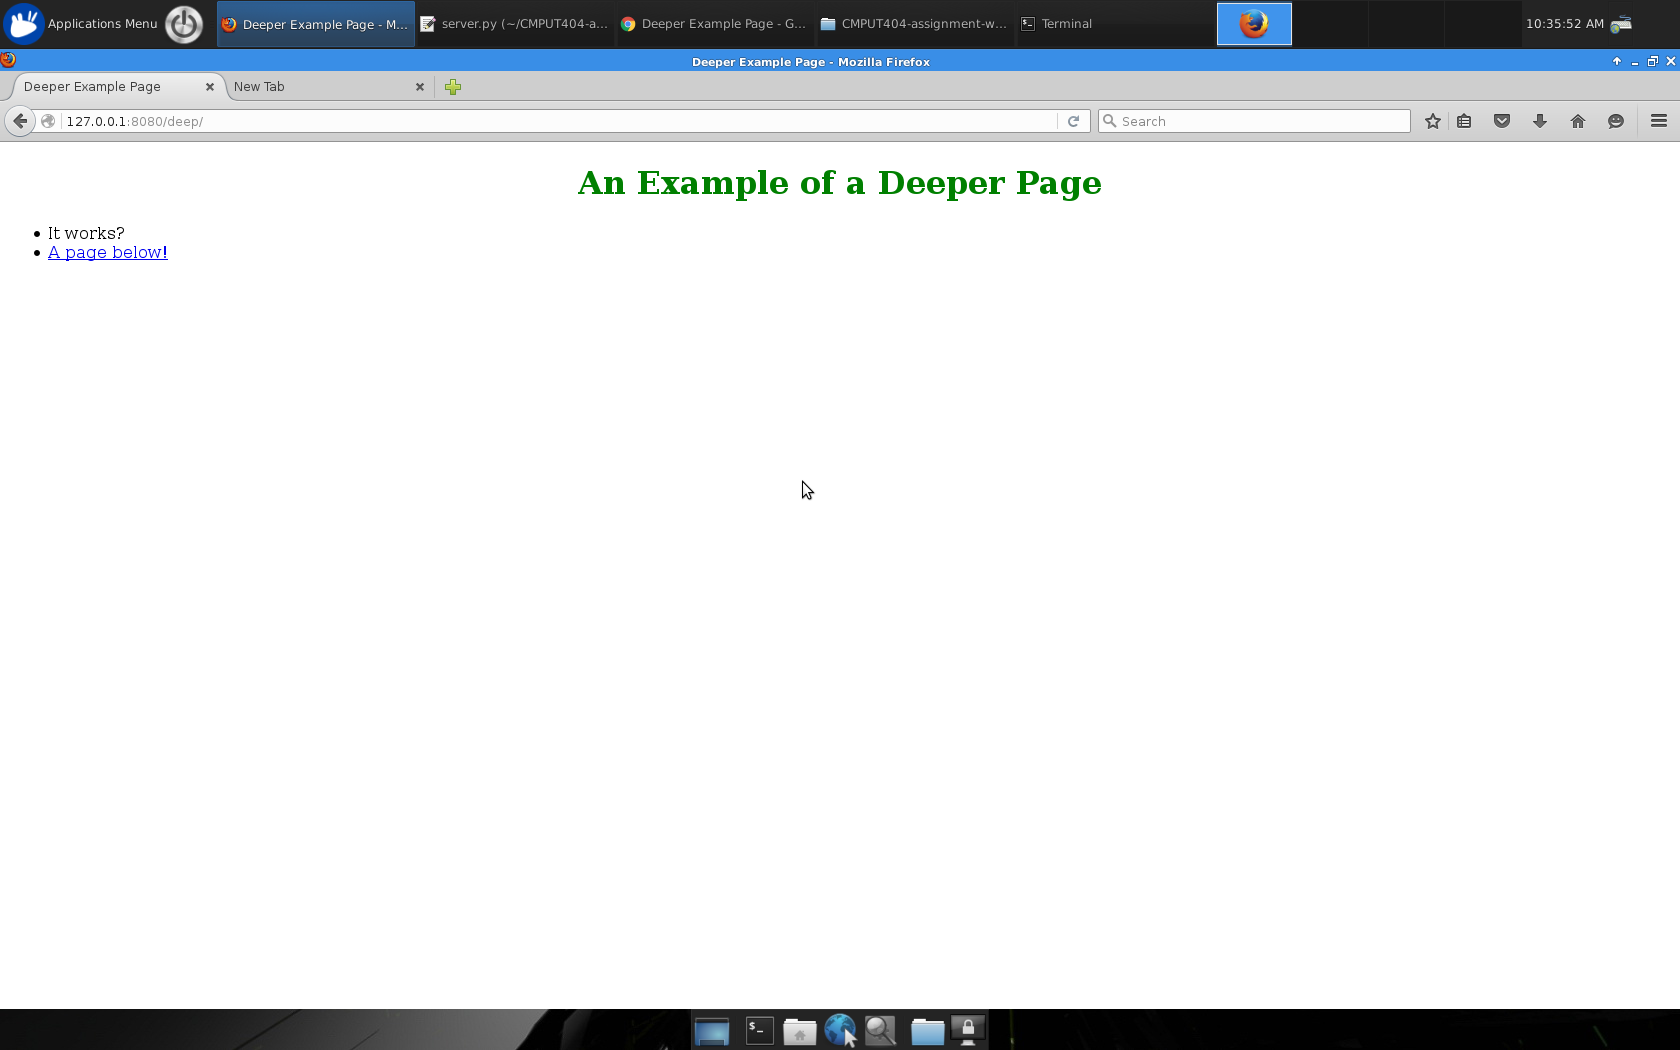 Applications Menu
Deeper Example Page - M...
server.py (~/CMPUT404-a...
Deeper Example Page - G...
CMPUT404-assignment-w...
Terminal
10:35:52 AM
Deeper Example Page - Mozilla Firefox
Deeper Example Page
New Tab
127.0.0.1:8080/deep/
Search
An Example of a Deeper Page
It works?
A page below!
$_